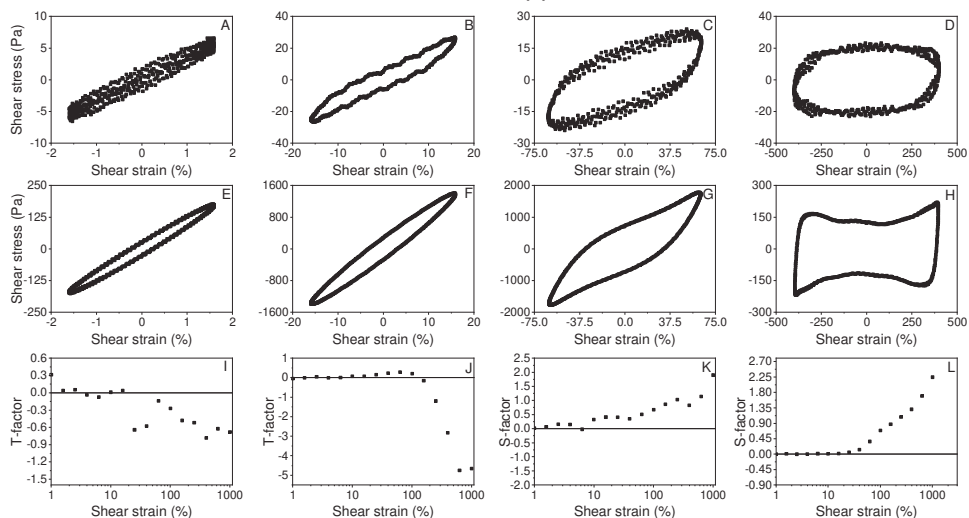 A
Shear stress (Pa)
10
5
0
-5
-10
-2 -1 0 1 2
Shear strain (%)
B
40
20
0
-20
-40
-20 -10 0 10 20
Shear strain (%)
C
30
15
0
-15
-30
-75.0 -37.5 0.0 37.5 75.0
Shear strain (%)
D
40
20
0
-20
-40
-500 -250 0 250 500
Shear strain (%)
E
Shear stress (Pa)
250
125
0
-125
-250
-2 -1 0 1 2
Shear strain (%)
F
1600
800
0
-800
-1600
-20 -10 0 10 20
Shear strain (%)
G
2000
1000
0
-1000
-2000
-75.0 -37.5 0.0 37.5 75.0
Shear strain (%)
H
300
150
0
-150
-300
-500 -250 0 250 500
Shear strain (%)
I
T-factor
0.6
0.3
0.0
-0.3
-0.6
-0.9
-1.2
-1.5
1 10 100 1000
Shear strain (%)
J
T-factor
1
0
-1
-2
-3
-4
-5
1 10 100 1000
Shear strain (%)
K
S-factor
2.5
2.0
1.5
1.0
0.5
0.0
-0.5
-1.0
-1.5
-2.0
1 10 100 1000
Shear strain (%)
L
S-factor
2.70
2.25
1.80
1.35
0.90
0.45
0.00
-0.45
-0.90
1 10 100 1000
Shear strain (%)